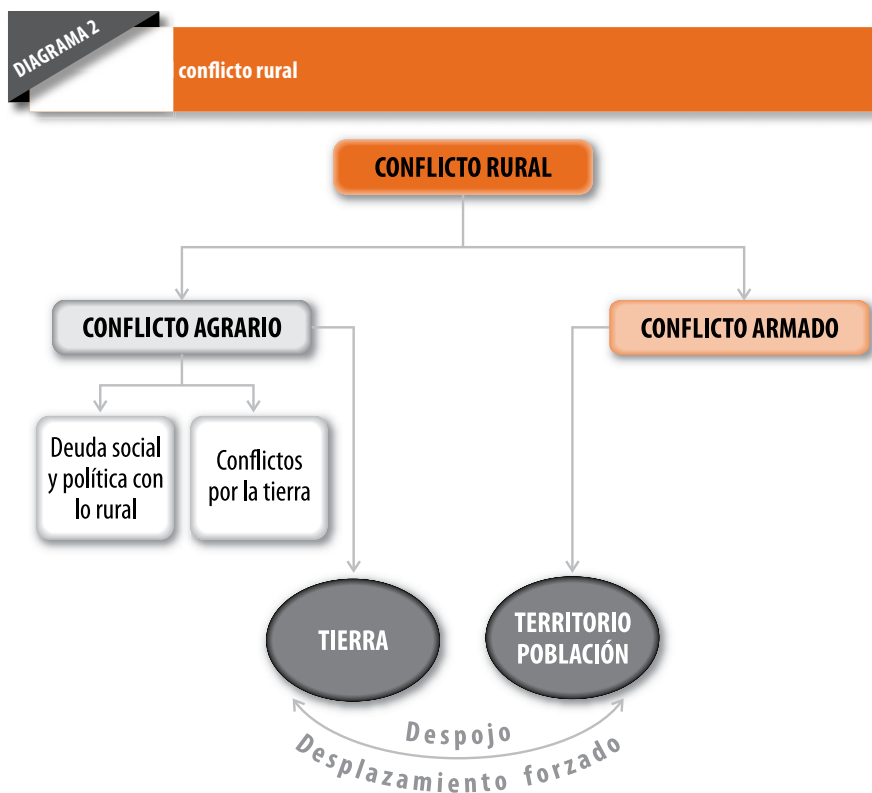 DIAGRAMA 2
conflicto rural
CONFLICTO RURAL
CONFLICTO AGRARIO
CONFLICTO ARMADO
Deuda social
y política con
lo rural
Conflictos
por la tierra
TIERRA
TERRITORIO
POBLACIÓN
Despojo
Desplazamiento forzado